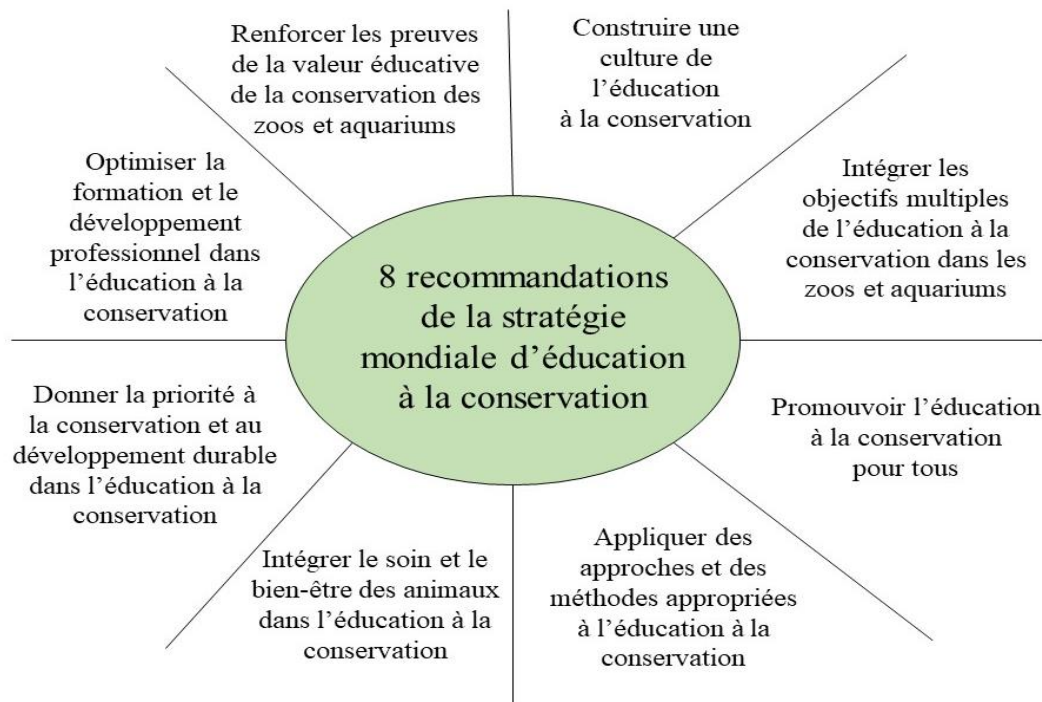 Renforcer les preuves
de la valeur éducative
de la conservation des
zoos et aquariums
Construire une
culture de
l'éducation
à la conservation
Optimiser la
formation et le
développement
professionnel dans
l'éducation à la
conservation
Intégrer les
objectifs multiples
de l'éducation à la
conservation dans les
zoos et aquariums
8 recommandations
de la stratégie
mondiale d'éducation
à la conservation
Donner la priorité à
la conservation et au
développement durable
dans l'éducation à la
conservation
Promouvoir l'éducation
à la conservation
pour tous
Intégrer le soin et le
bien-être des animaux
dans l'éducation à la
conservation
Appliquer des
approches et des
méthodes appropriées
à l'éducation à la
conservation